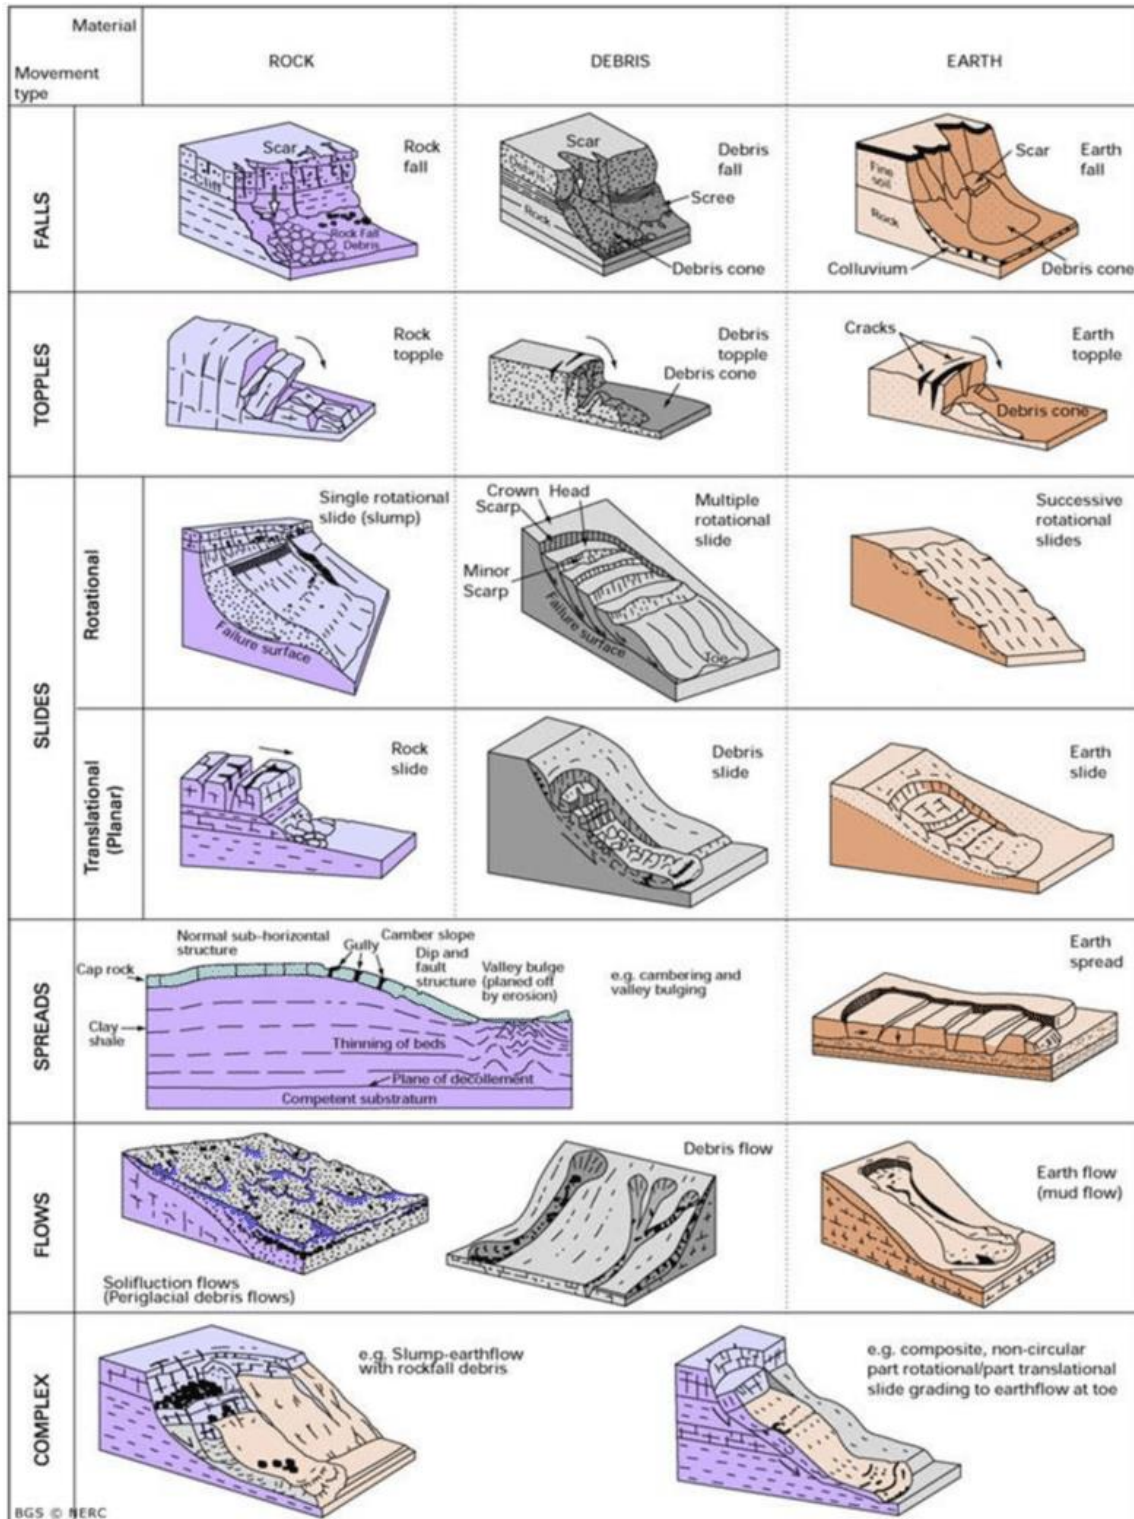 Material
Movement
type
ROCK
DEBRIS
EARTH
FALLS
Scar
Cliff
Rock Fall
Debris
Rock
fall
Scar
Debris
Rock
Debris
fall
Scree
Debris cone
Fine
soil
Rock
Scar
Earth
fall
Colluvium
Debris cone
TOPPLES
Rock
topple
Debris
topple
Debris cone
Cracks
Earth
topple
Debris cone
SLIDES
Rotational
Single rotational
slide (slump)
Failure surface
Crown
Head
Scarp
Minor
Scarp
Failure surface
Toe
Multiple
rotational
slide
Successive
rotational
slides
Translational
(Planar)
Rock
slide
Debris
slide
Earth
slide
SPREADS
Normal sub-horizontal
structure
Gully
Camber slope
Dip and
fault
structure
Valley bulge
(planed off
by erosion)
Cap rock
Clay
shale
Thinning of beds
Plane of decollement
Competent substratum
e.g. cambering and
valley bulging
Earth
spread
FLOWS
Solifluction flows
(Periglacial debris flows)
Debris flow
Earth flow
(mud flow)
COMPLEX
e.g. Slump-earthflow
with rockfall debris
e.g. composite, non-circular
part rotational/part translational
slide grading to earthflow at toe
BGS © NERC